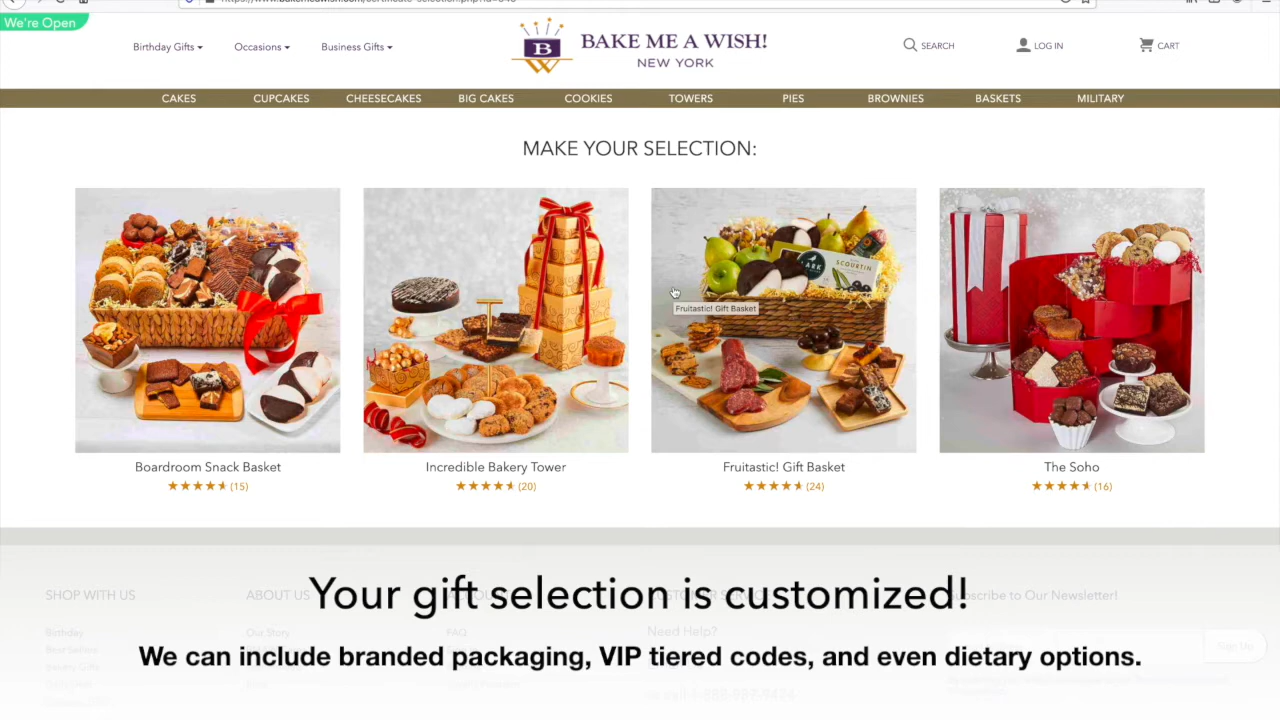 We're Open
Birthday Gifts
Occasions
Business Gifts
B
BAKE ME A WISH!
NEW YORK
SEARCH
LOG IN
CART
CAKES
CUPCAKES
CHEESECAKES
BIG CAKES
COOKIES
TOWERS
PIES
BROWNIES
BASKETS
MILITARY
MAKE YOUR SELECTION:
Fruitastic! Gift Basket
Boardroom Snack Basket
(15)
Incredible Bakery Tower
(20)
Fruitastic! Gift Basket
(24)
The Soho
(16)
Your gift selection is customized!
We can include branded packaging, VIP tiered codes, and even dietary options.
SHOP WITH US
ABOUT US
Subscribe to Our Newsletter!
Birthday
Our Story
FAQ
Need Help?
Best Sellers
Sign Up